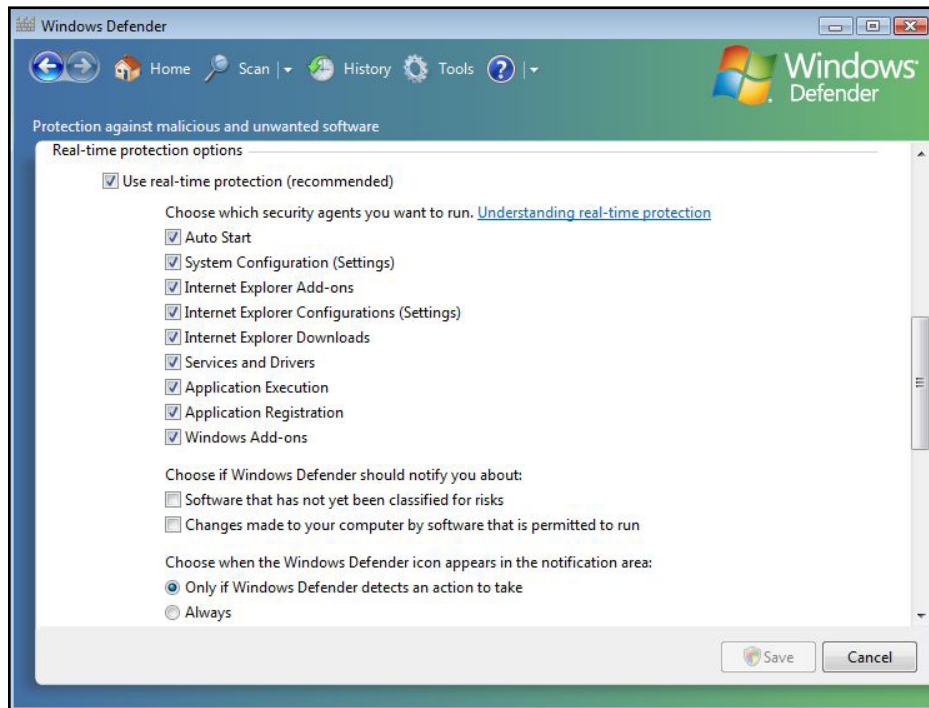 Windows Defender
Home Scan History Tools
Windows
Defender
Protection against malicious and unwanted software
Real-time protection options
Use real-time protection (recommended)
Choose which security agents you want to run. Understanding real-time protection
Auto Start
System Configuration (Settings)
Internet Explorer Add-ons
Internet Explorer Configurations (Settings)
Internet Explorer Downloads
Services and Drivers
Application Execution
Application Registration
Windows Add-ons
Choose if Windows Defender should notify you about:
Software that has not yet been classified for risks
Changes made to your computer by software that is permitted to run
Choose when the Windows Defender icon appears in the notification area:
Only if Windows Defender detects an action to take
Always
Save Cancel